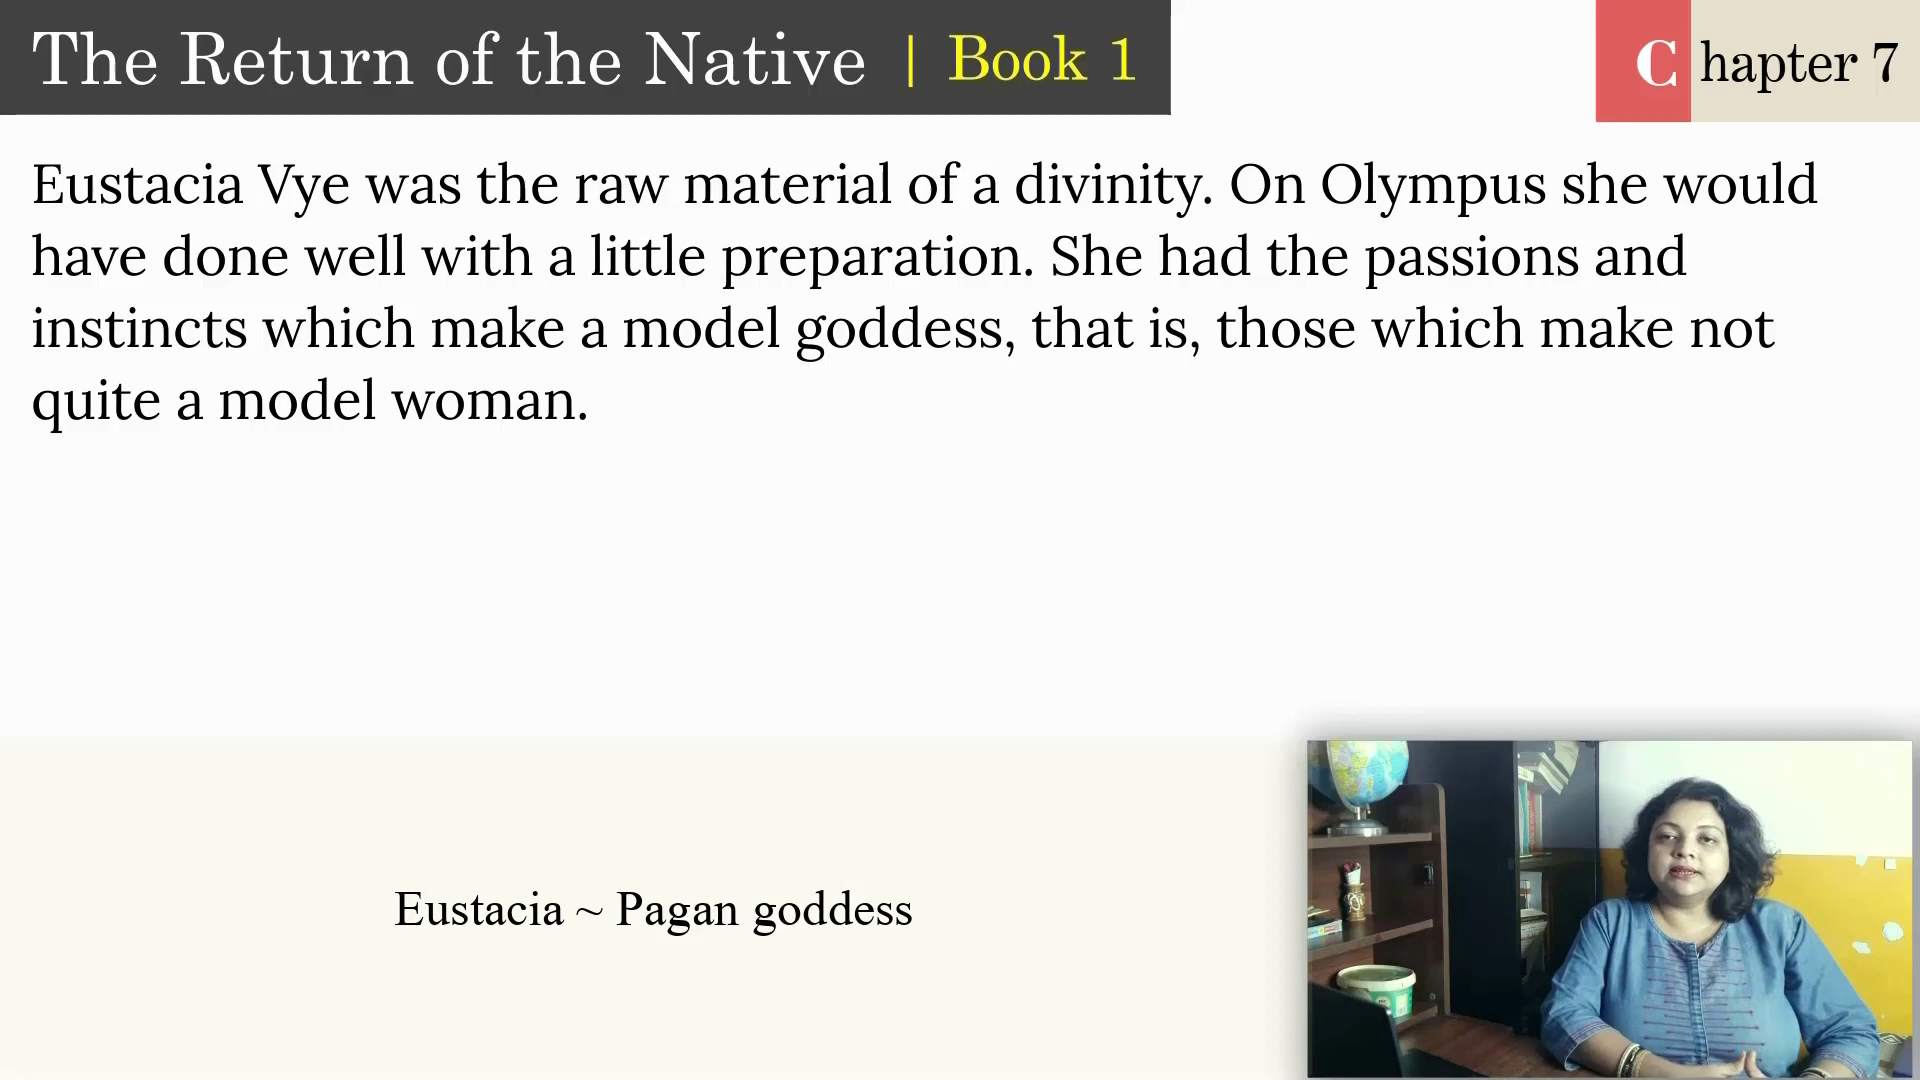 The Return of the Native | Book 1
Chapter 7
Eustacia Vye was the raw material of a divinity. On Olympus she would
have done well with a little preparation. She had the passions and
instincts which make a model goddess, that is, those which make not
quite a model woman.
Eustacia ~ Pagan goddess